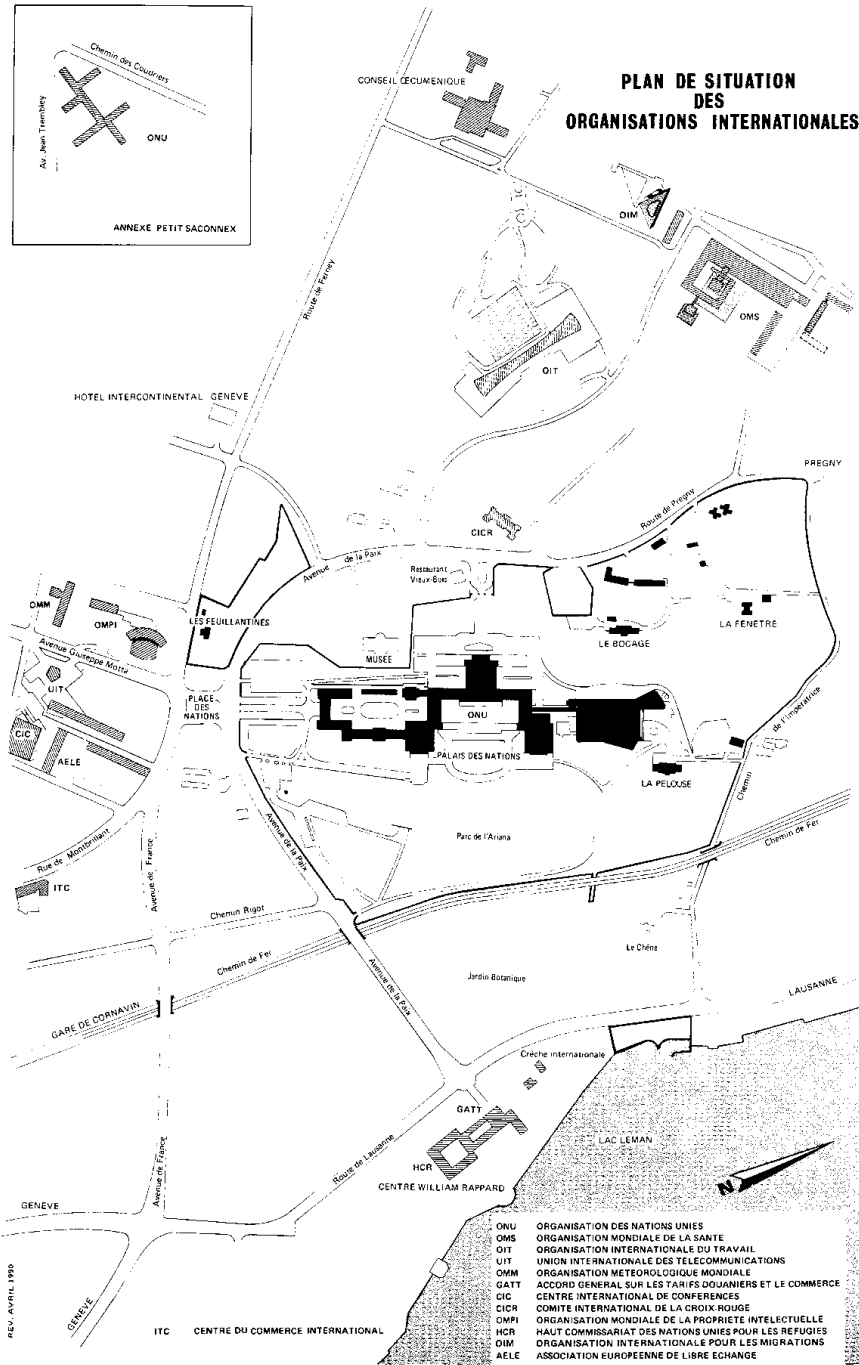 PLAN DE SITUATION
DES
ORGANISATIONS INTERNATIONALES
Chemin des Coudriers
Av. Jean Trembley
ONU
ANNEXE PETIT SACONNEX
CONSEIL ŒCUMENIQUE
OIM
OMS
Route de Ferney
OIT
HOTEL INTERCONTINENTAL GENEVE
PREGNY
Route de Pregny
CICR
Avenue de la Paix
Restaurant
Vieux-Bois
OMM
OMPI
LES FEUILLANTINES
LA FENETRE
LE BOCAGE
Avenue Giuseppe Motta
MUSEE
UIT
PLACE
DES
NATIONS
ONU
PALAIS DES NATIONS
CIC
AELE
LA PELOUSE
Chemin de l'Impératrice
Parc de l'Ariana
Chemin de Fer
Avenue de la Paix
Rue de Montbrillant
Avenue de France
ITC
Chemin Rigot
Chemin de Fer
Le Chêne
Jardin Botanique
Avenue de la Paix
LAUSANNE
GARE DE CORNAVIN
Crèche internationale
GATT
LAC LEMAN
Route de Lausanne
HCR
CENTRE WILLIAM RAPPARD
N
Avenue de France
GENEVE
GENEVE
REV. AVRIL 1990
ITC CENTRE DU COMMERCE INTERNATIONAL
ONU ORGANISATION DES NATIONS UNIES
OMS ORGANISATION MONDIALE DE LA SANTE
OIT ORGANISATION INTERNATIONALE DU TRAVAIL
UIT UNION INTERNATIONALE DES TELECOMMUNICATIONS
OMM ORGANISATION METEOROLOGIQUE MONDIALE
GATT ACCORD GENERAL SUR LES TARIFS DOUANIERS ET LE COMMERCE
CIC CENTRE INTERNATIONAL DE CONFERENCES
CICR COMITE INTERNATIONAL DE LA CROIX-ROUGE
OMPI ORGANISATION MONDIALE DE LA PROPRIETE INTELECTUELLE
HCR HAUT COMMISSARIAT DES NATIONS UNIES POUR LES REFUGIES
OIM ORGANISATION INTERNATIONALE POUR LES MIGRATIONS
AELE ASSOCIATION EUROPEENNE DE LIBRE ECHANGE